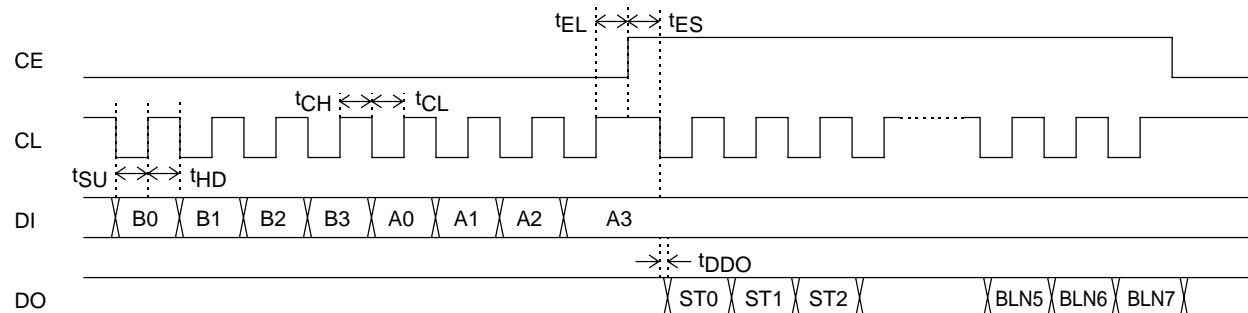 tEL tES
CE
tCH tCL
CL
tSU tHD
DI B0 B1 B2 B3 A0 A1 A2 A3
tDDO
DO ST0 ST1 ST2 BLN5 BLN6 BLN7